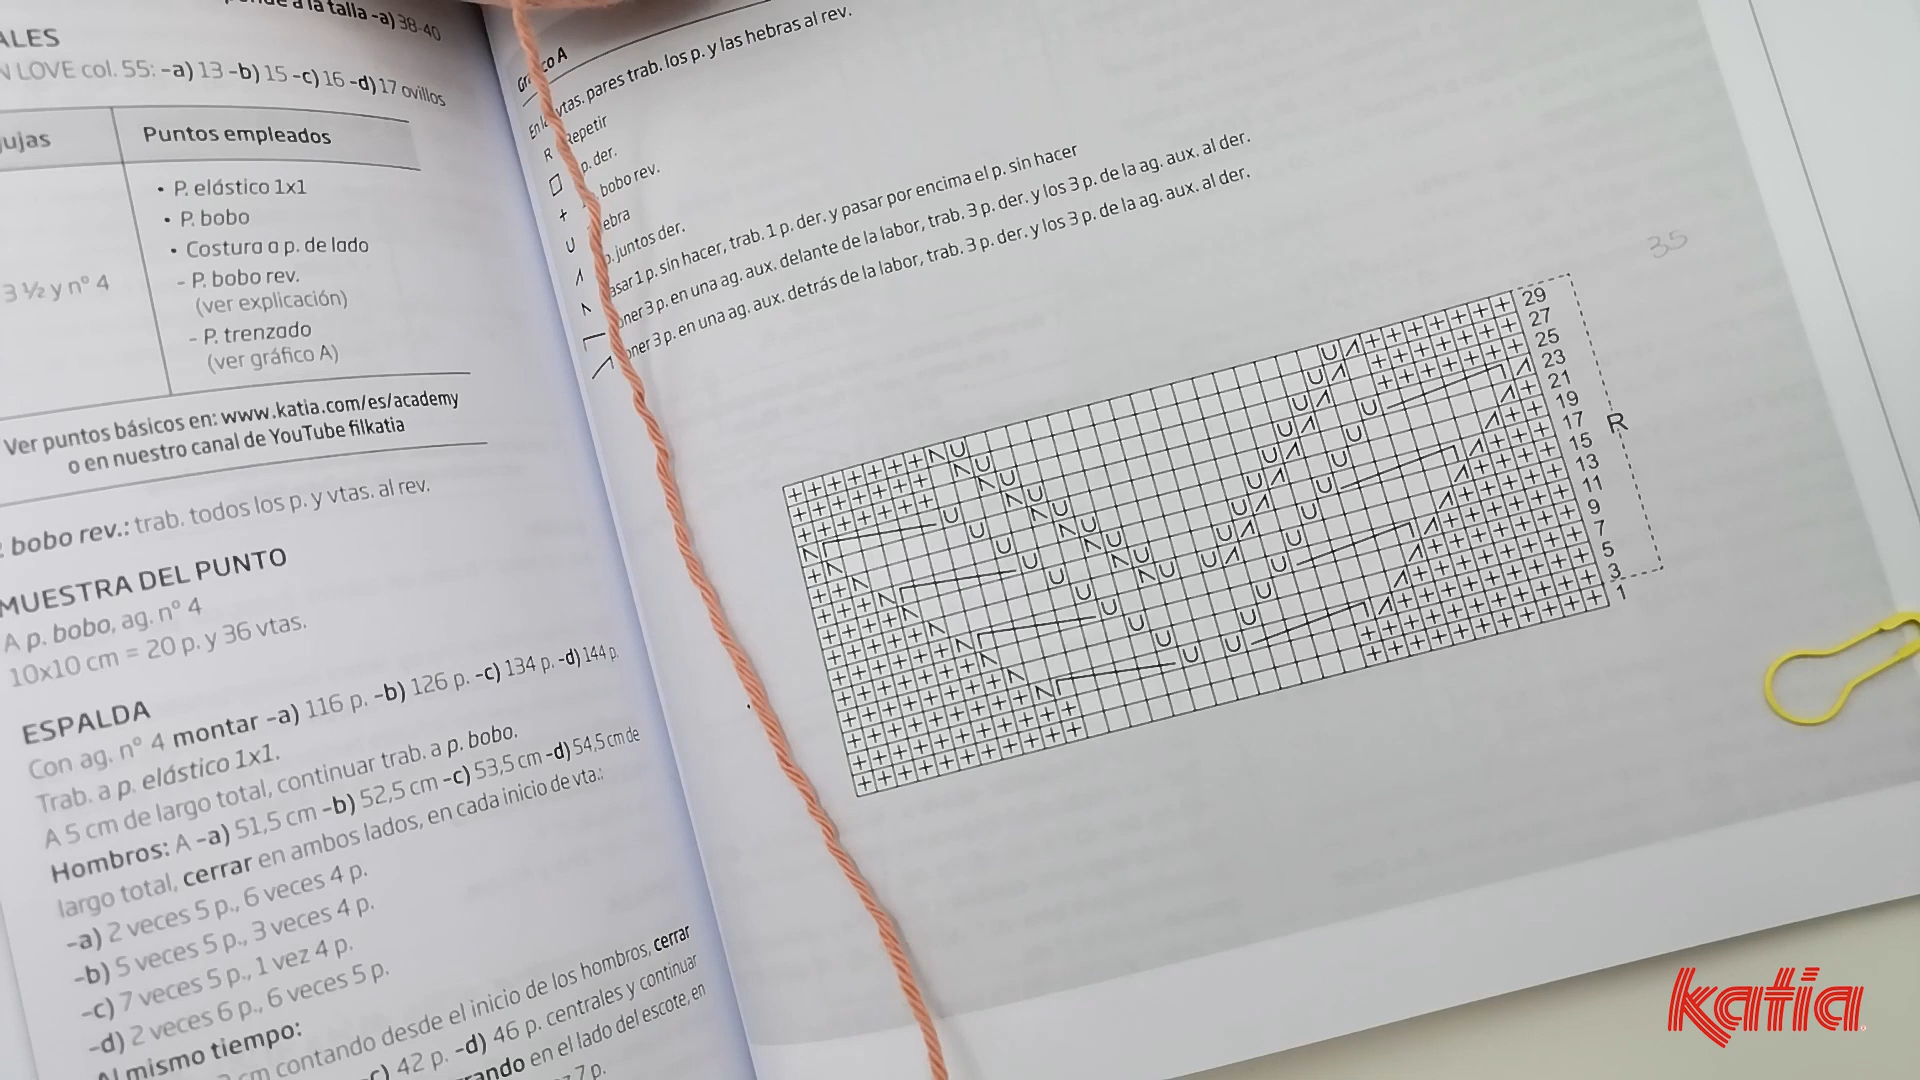 a la talla -a) 38-40
ALES
N LOVE col. 55: -a) 13 -b) 15 -c) 16 -d) 17 ovillos
Puntos empleados
3 ½ y nº 4
• P. elástico 1x1
• P. bobo
• Costura a p. de lado
- P. bobo rev.
(ver explicación)
- P. trenzado
(ver gráfico A)
Ver puntos básicos en: www.katia.com/es/academy
o en nuestro canal de YouTube filkatia
bobo rev.: trab. todos los p. y vtas. al rev.
MUESTRA DEL PUNTO
A p. bobo, ag. nº 4
10x10 cm = 20 p. y 36 vtas.
ESPALDA
Con ag. nº 4 montar -a) 116 p. -b) 126 p. -c) 134 p. -d) 144 p.
Trab. a p. elástico 1x1.
A 5 cm de largo total, continuar trab. a p. bobo.
Hombros: A -a) 51,5 cm -b) 52,5 cm -c) 53,5 cm -d) 54,5 cm de
largo total, cerrar en ambos lados, en cada inicio de vta.:
-a) 2 veces 5 p., 6 veces 4 p.
-b) 5 veces 5 p., 3 veces 4 p.
-c) 7 veces 5 p., 1 vez 4 p.
-d) 2 veces 6 p., 6 veces 5 p.
Al mismo tiempo:
cm contando desde el inicio de los hombros, cerrar
c) 42 p. -d) 46 p. centrales y continuar
en el lado del escote, en
7 p.
A
vtas. pares trab. los p. y las hebras al rev.
R Repetir
p. der.
+ bobo rev.
U
p. juntos der.
1 p. sin hacer, trab. 1 p. der. y pasar por encima el p. sin hacer
3 p. en una ag. aux. delante de la labor, trab. 3 p. der. y los 3 p. de la ag. aux. al der.
3 p. en una ag. aux. detrás de la labor, trab. 3 p. der. y los 3 p. de la ag. aux. al der.
35
29
27
25
23
21
19
17
15
13
11
9
7
5
3
1
R
katia